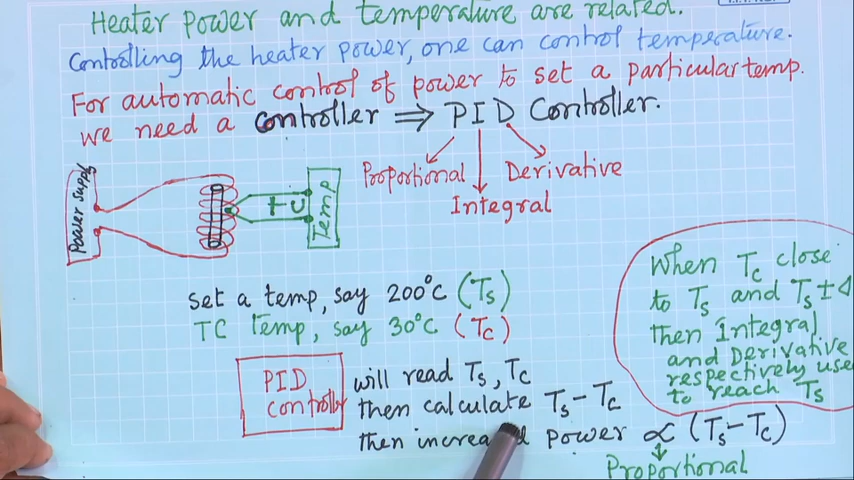 Heater power and temperature are related.
Controlling the heater power, one can control temperature.
For automatic control of power to set a particular temp.
we need a controller ⇒ PID Controller.
Proportional
Derivative
Integral
Power supply
Temp
set a temp, say 200°C (Ts)
TC Temp, say 30°C (Tc)
PID
controller
will read Ts, Tc
then calculate Ts-Tc
then increase power ∝ (Ts-Tc)
Proportional
When Tc close
to Ts and Ts±Δ
then Integral
and Derivative
respectively use
to reach Ts